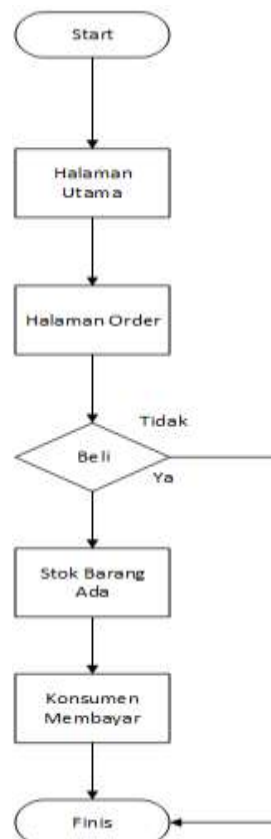 Start
Halaman
Utama
Halaman Order
Tidak
Beli
Ya
Stok Barang
Ada
Konsumen
Membayar
Finis